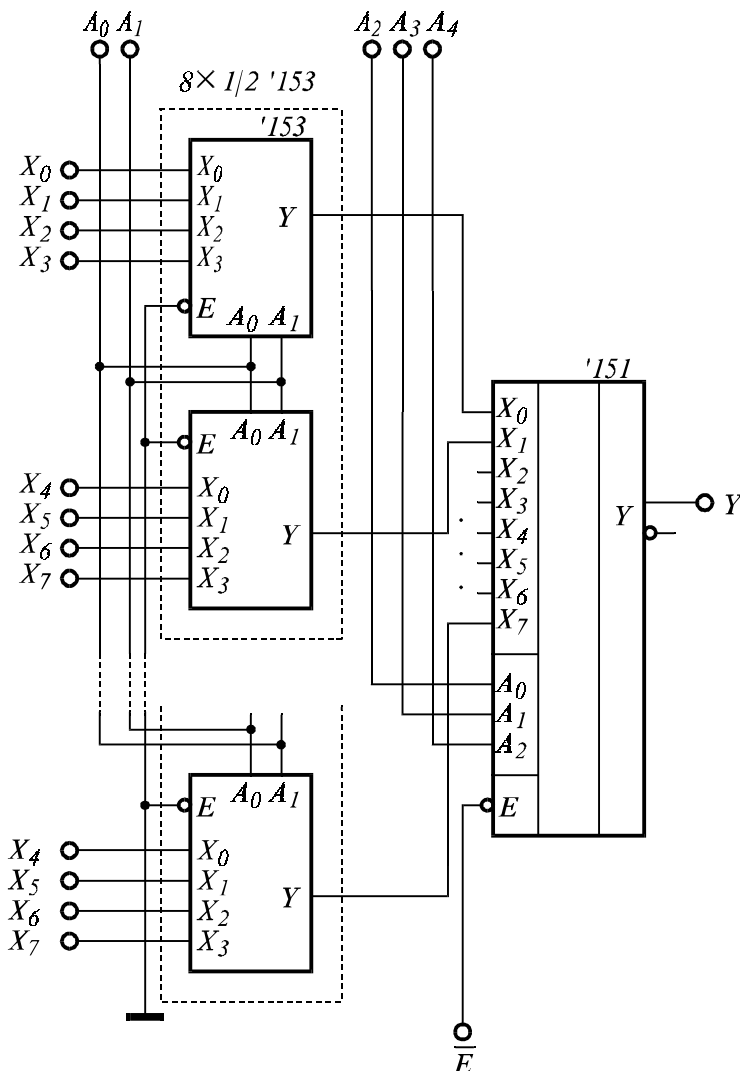 A0 A1 A2 A3 A4
8× 1/2 '153
'153
X0 X0
X1 X1
X2 X2
X3 X3
Y
E
A0 A1
A0 A1
E
X4 X0
X5 X1
X6 X2
X7 X3
Y
A0 A1
E
X4 X0
X5 X1
X6 X2
X7 X3
Y
'151
X0
X1
X2
X3
X4
X5
X6
X7
Y
Y
A0
A1
A2
E
E̅